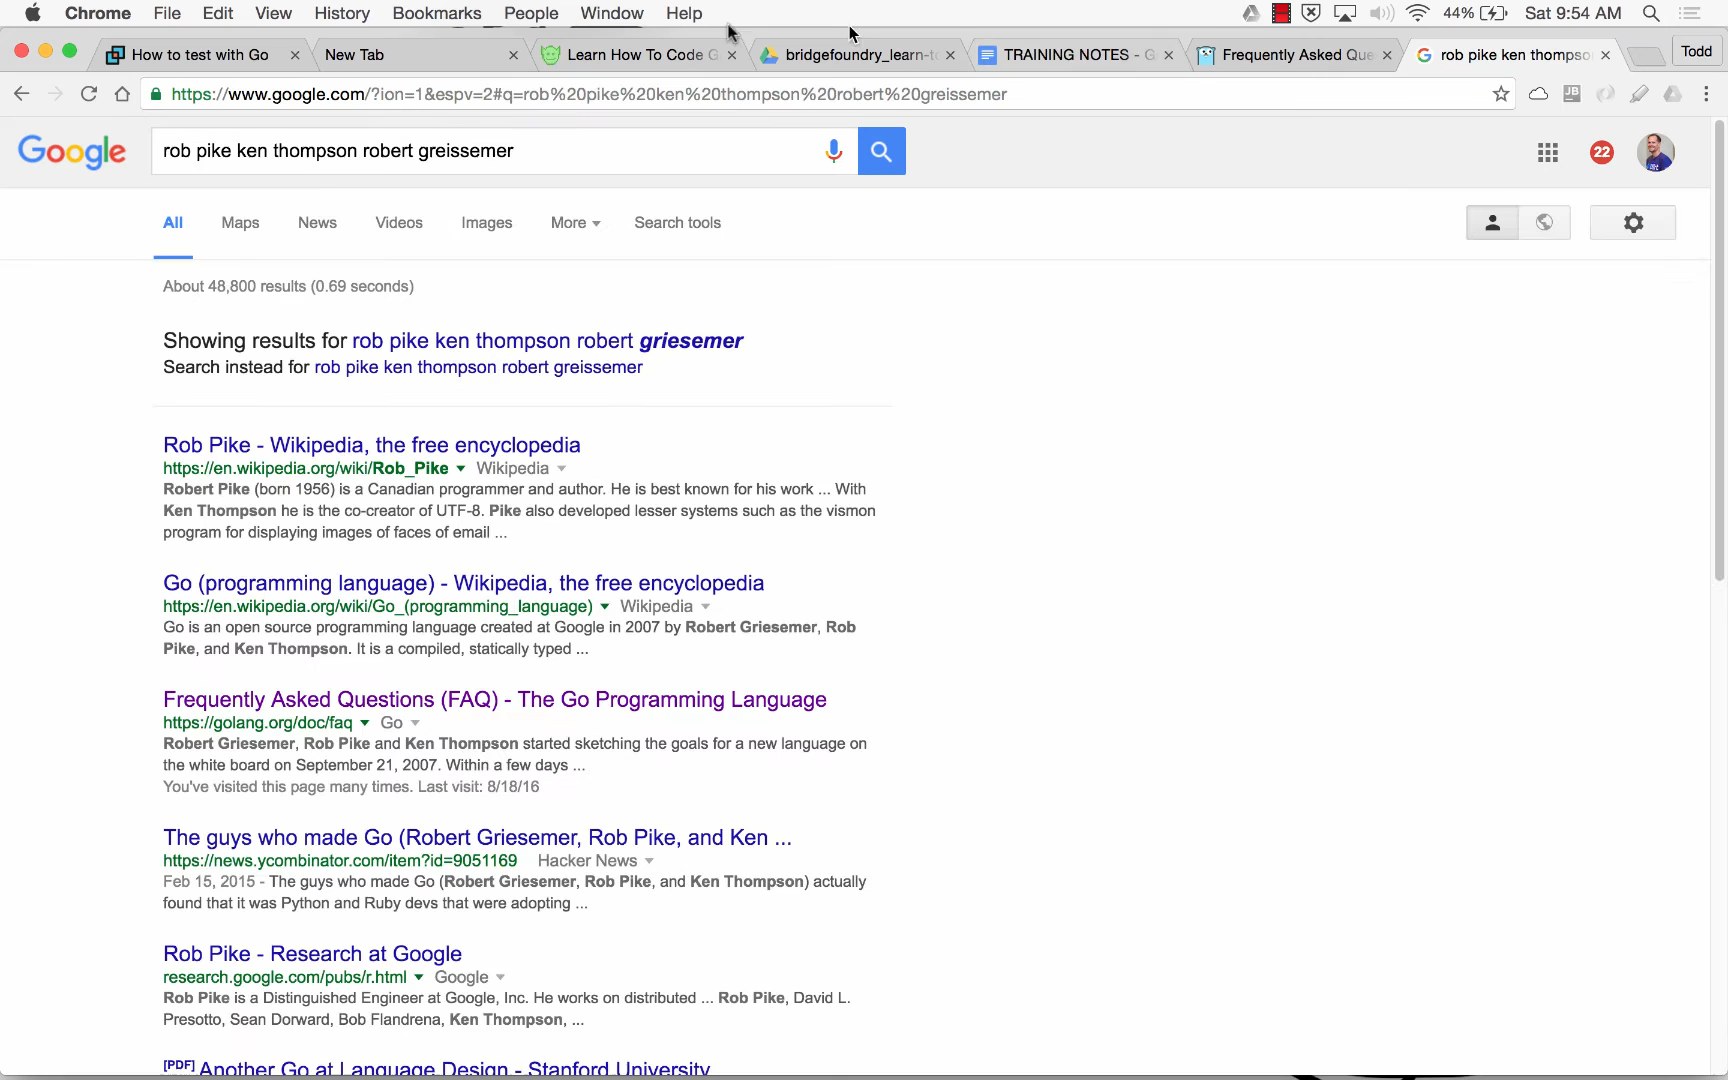 Chrome File Edit View History Bookmarks People Window Help 44% Sat 9:54 AM
How to test with Go New Tab Learn How To Code G bridgefoundry_learn-t TRAINING NOTES - G Frequently Asked Que rob pike ken thompso Todd
https://www.google.com/?ion=1&espv=2#q=rob%20pike%20ken%20thompson%20robert%20greissemer JB
Google rob pike ken thompson robert greissemer 22
All Maps News Videos Images More Search tools
About 48,800 results (0.69 seconds)
Showing results for rob pike ken thompson robert griesemer
Search instead for rob pike ken thompson robert greissemer
Rob Pike - Wikipedia, the free encyclopedia
https://en.wikipedia.org/wiki/Rob_Pike Wikipedia
Robert Pike (born 1956) is a Canadian programmer and author. He is best known for his work ... With
Ken Thompson he is the co-creator of UTF-8. Pike also developed lesser systems such as the vismon
program for displaying images of faces of email ...
Go (programming language) - Wikipedia, the free encyclopedia
https://en.wikipedia.org/wiki/Go_(programming_language) Wikipedia
Go is an open source programming language created at Google in 2007 by Robert Griesemer, Rob
Pike, and Ken Thompson. It is a compiled, statically typed ...
Frequently Asked Questions (FAQ) - The Go Programming Language
https://golang.org/doc/faq Go
Robert Griesemer, Rob Pike and Ken Thompson started sketching the goals for a new language on
the white board on September 21, 2007. Within a few days ...
You've visited this page many times. Last visit: 8/18/16
The guys who made Go (Robert Griesemer, Rob Pike, and Ken ...
https://news.ycombinator.com/item?id=9051169 Hacker News
Feb 15, 2015 - The guys who made Go (Robert Griesemer, Rob Pike, and Ken Thompson) actually
found that it was Python and Ruby devs that were adopting ...
Rob Pike - Research at Google
research.google.com/pubs/r.html Google
Rob Pike is a Distinguished Engineer at Google, Inc. He works on distributed ... Rob Pike, David L.
Presotto, Sean Dorward, Bob Flandrena, Ken Thompson, ...
[PDF] Another Go at Language Design - Stanford University